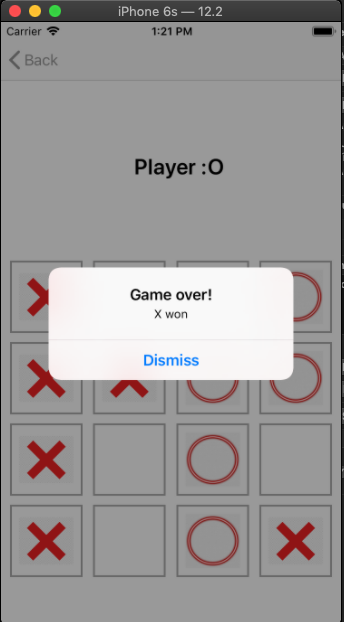 iPhone 6s — 12.2
Carrier 1:21 PM
Back
Player :O
Game over!
X won
Dismiss